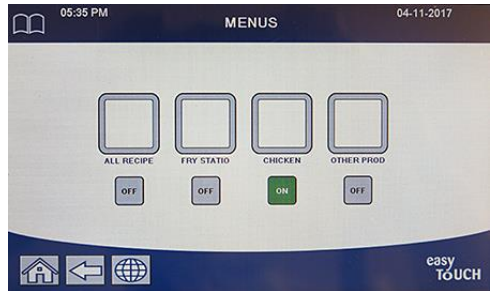 05:35 PM
MENUS
04-11-2017
ALL RECIPE
FRY STATIO
CHICKEN
OTHER PROD
OFF
OFF
ON
OFF
easy
TOUCH